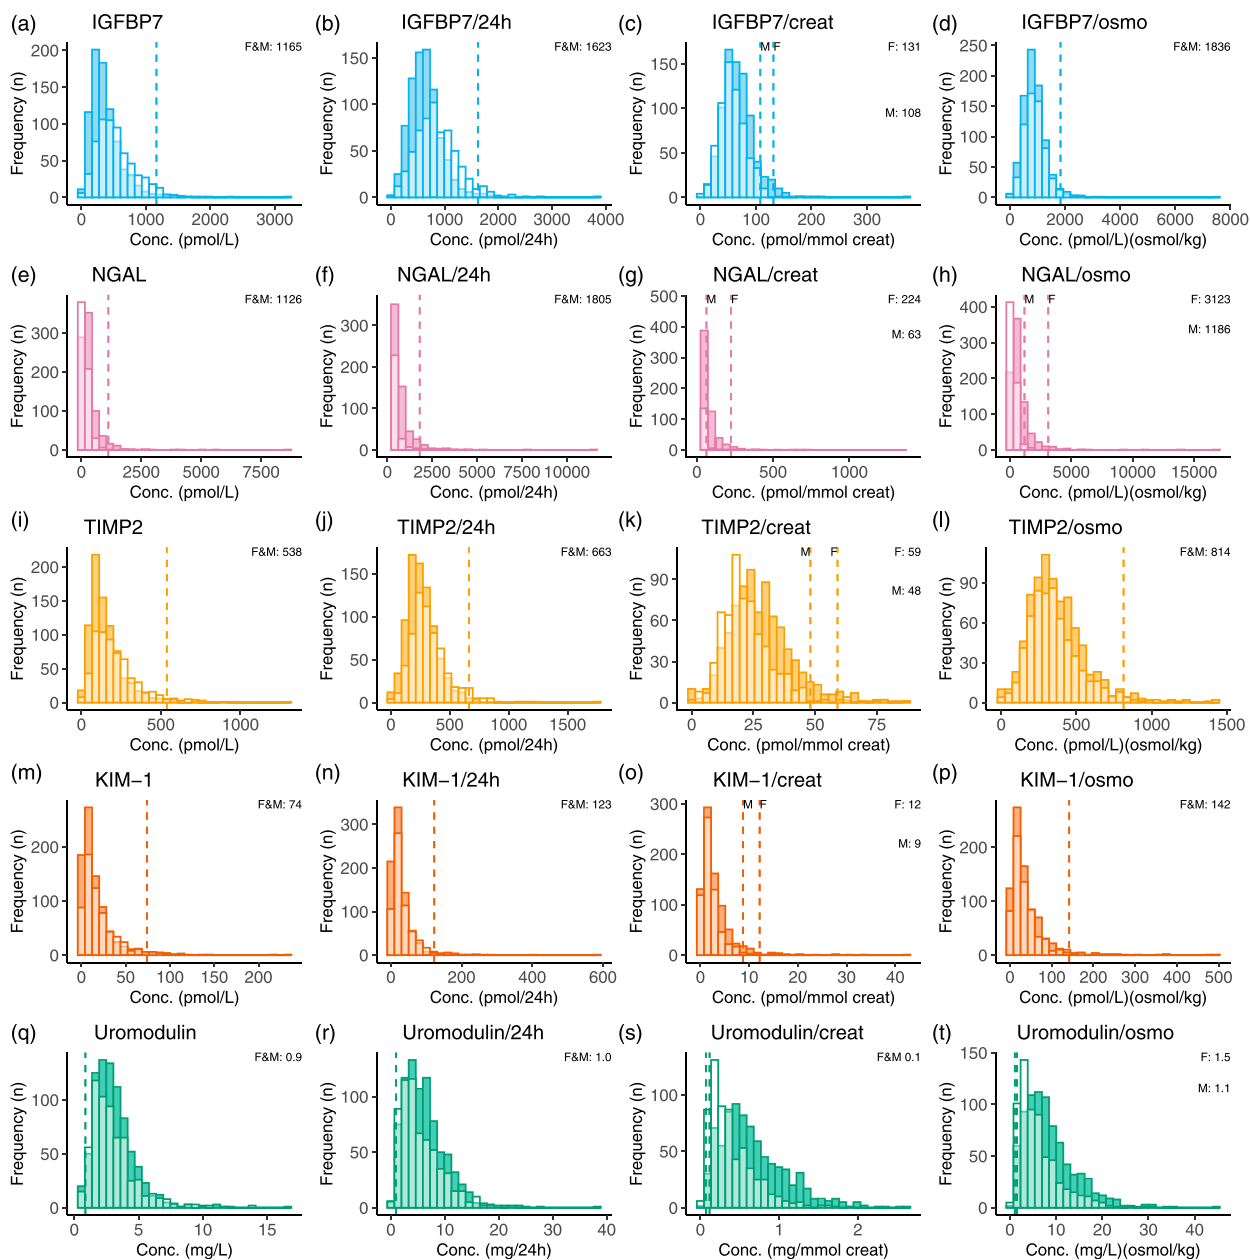 (a) IGFBP7
F&M: 1165
Frequency (n)
200
150
100
50
0
0 1000 2000 3000
Conc. (pmol/L)
(b) IGFBP7/24h
F&M: 1623
Frequency (n)
150
100
50
0
0 1000 2000 3000 4000
Conc. (pmol/24h)
(c) IGFBP7/creat
M F
F: 131
M: 108
Frequency (n)
150
100
50
0
0 100 200 300
Conc. (pmol/mmol creat)
(d) IGFBP7/osmo
F&M: 1836
Frequency (n)
250
200
150
100
50
0
0 2000 4000 6000 8000
Conc. (pmol/L)(osmol/kg)
(e) NGAL
F&M: 1126
Frequency (n)
300
200
100
0
0 2500 5000 7500
Conc. (pmol/L)
(f) NGAL/24h
F&M: 1805
Frequency (n)
300
200
100
0
0 2500 5000 7500 10000
Conc. (pmol/24h)
(g) NGAL/creat
M F
F: 224
M: 63
Frequency (n)
500
400
300
200
100
0
0 500 1000
Conc. (pmol/mmol creat)
(h) NGAL/osmo
M F
F: 3123
M: 1186
Frequency (n)
400
300
200
100
0
0 5000 10000 15000
Conc. (pmol/L)(osmol/kg)
(i) TIMP2
F&M: 538
Frequency (n)
200
150
100
50
0
0 500 1000
Conc. (pmol/L)
(j) TIMP2/24h
F&M: 663
Frequency (n)
150
100
50
0
0 500 1000 1500
Conc. (pmol/24h)
(k) TIMP2/creat
M F
F: 59
M: 48
Frequency (n)
90
60
30
0
0 25 50 75
Conc. (pmol/mmol creat)
(l) TIMP2/osmo
F&M: 814
Frequency (n)
90
60
30
0
0 500 1000 1500
Conc. (pmol/L)(osmol/kg)
(m) KIM−1
F&M: 74
Frequency (n)
200
100
0
0 50 100 150 200
Conc. (pmol/L)
(n) KIM−1/24h
F&M: 123
Frequency (n)
300
200
100
0
0 200 400 600
Conc. (pmol/24h)
(o) KIM−1/creat
M F
F: 12
M: 9
Frequency (n)
300
200
100
0
0 10 20 30 40
Conc. (pmol/mmol creat)
(p) KIM−1/osmo
F&M: 142
Frequency (n)
200
100
0
0 100 200 300 400 500
Conc. (pmol/L)(osmol/kg)
(q) Uromodulin
F&M: 0.9
Frequency (n)
100
50
0
0 5 10 15
Conc. (mg/L)
(r) Uromodulin/24h
F&M: 1.0
Frequency (n)
100
50
0
0 10 20 30 40
Conc. (mg/24h)
(s) Uromodulin/creat
F&M 0.1
Frequency (n)
100
50
0
0 1 2
Conc. (mg/mmol creat)
(t) Uromodulin/osmo
F: 1.5
M: 1.1
Frequency (n)
150
100
50
0
0 10 20 30 40
Conc. (mg/L)(osmol/kg)